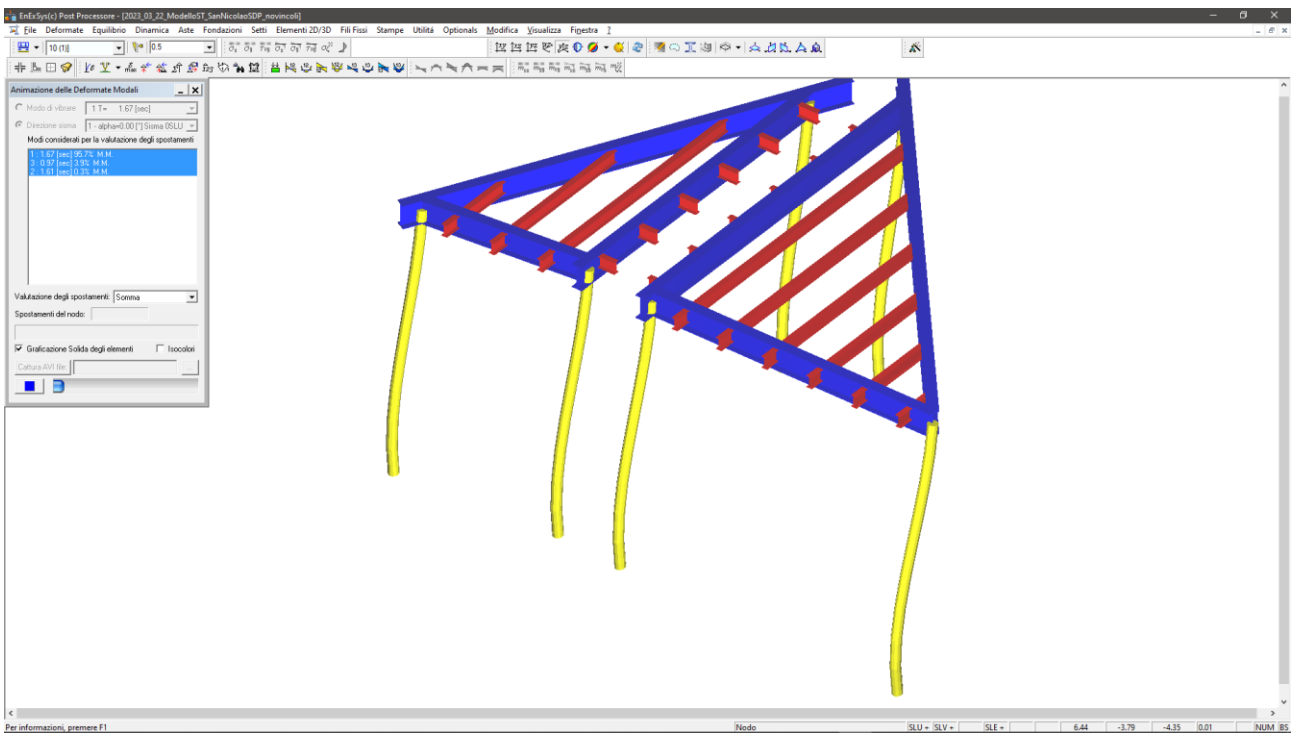 EnExSys(c) Post Processore - [2023_03_22_ModelloST_SanNicolaoSDP_novincoli]
File Deformate Equilibrio Dinamica Aste Fondazioni Setti Elementi 2D/3D Fili Fissi Stampe Utilità Optionals Modifica Visualizza Finestra ?
10 (1)| 0.5
Animazione delle Deformate Modali
Modo di vibrare 1 T= 1.67 [sec]
Direzione sisma 1 - alpha=0.00 [°] Sisma 0SLU
Modi considerati per la valutazione degli spostamenti
1 : 1.67 [sec] 95.7% M.M.
3 : 0.97 [sec] 3.9% M.M.
2 : 1.61 [sec] 0.3% M.M.
Valutazione degli spostamenti: Somma
Spostamenti del nodo:
Graficazione Solida degli elementi Isocolori
Cattura AVI file ...
Per informazioni, premere F1 Nodo SLU + SLV + SLE + 6.44 -3.79 -4.35 0.01 NUM BS